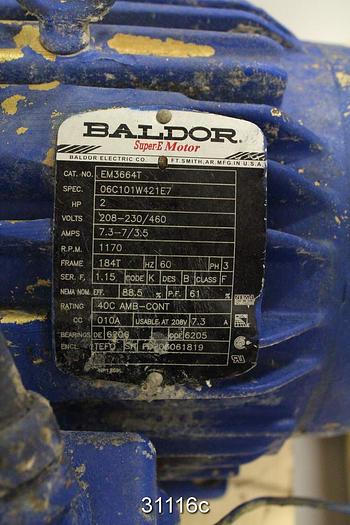 BALDOR.
Super-E Motor
BALDOR ELECTRIC CO. FT. SMITH, AR. MFG. IN U.S.A.
CAT. NO. EM3664T
SPEC. 06C101W421E7
HP 2
VOLTS 208-230/460
AMPS 7.3-7/3.5
R.P.M. 1170
FRAME 184T HZ 60 PH 3
SER. F. 1.15 CODE K DES B CLASS F
NEMA NOM. EFF. 88.5 % P.F. 61 %
RATING 40C AMB-CONT
CC 010A USABLE AT 208V 7.3 A
BEARINGS DE 6206 ODE 6205
ENCL TEFC SN
31116c